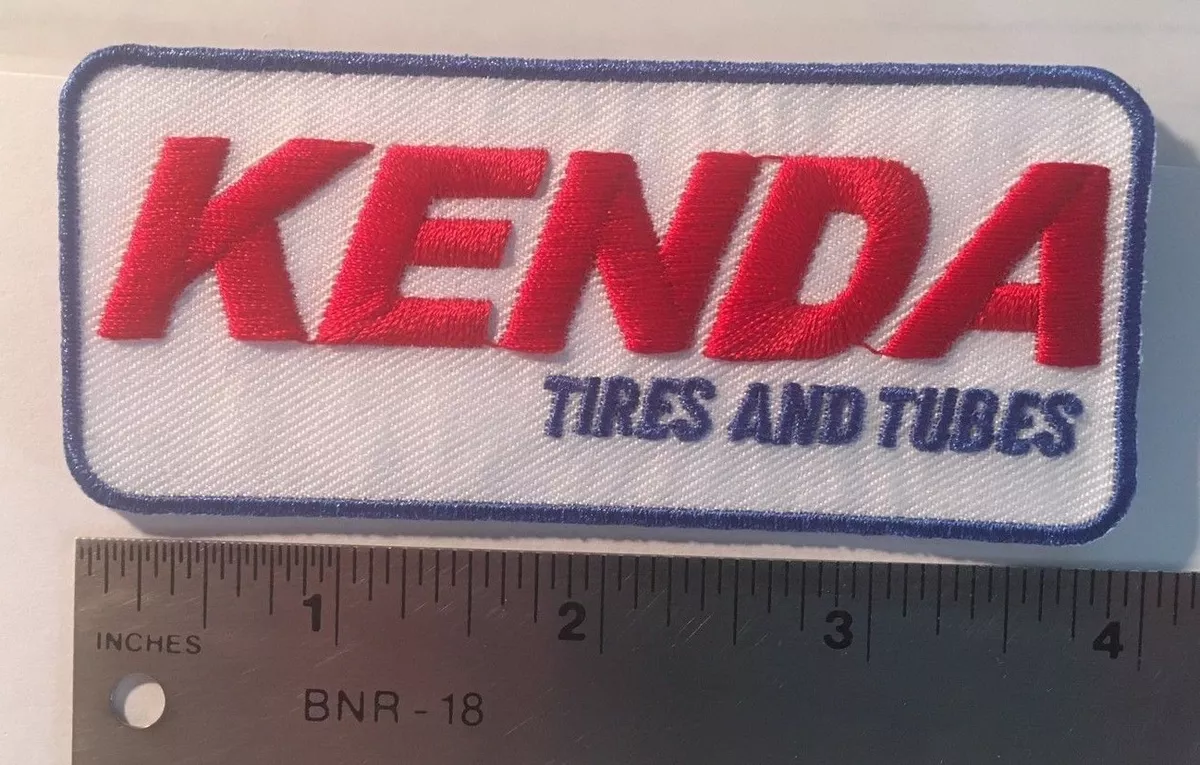 KENDA
TIRES AND TUBES
1 2 3 4
INCHES
BNR - 18